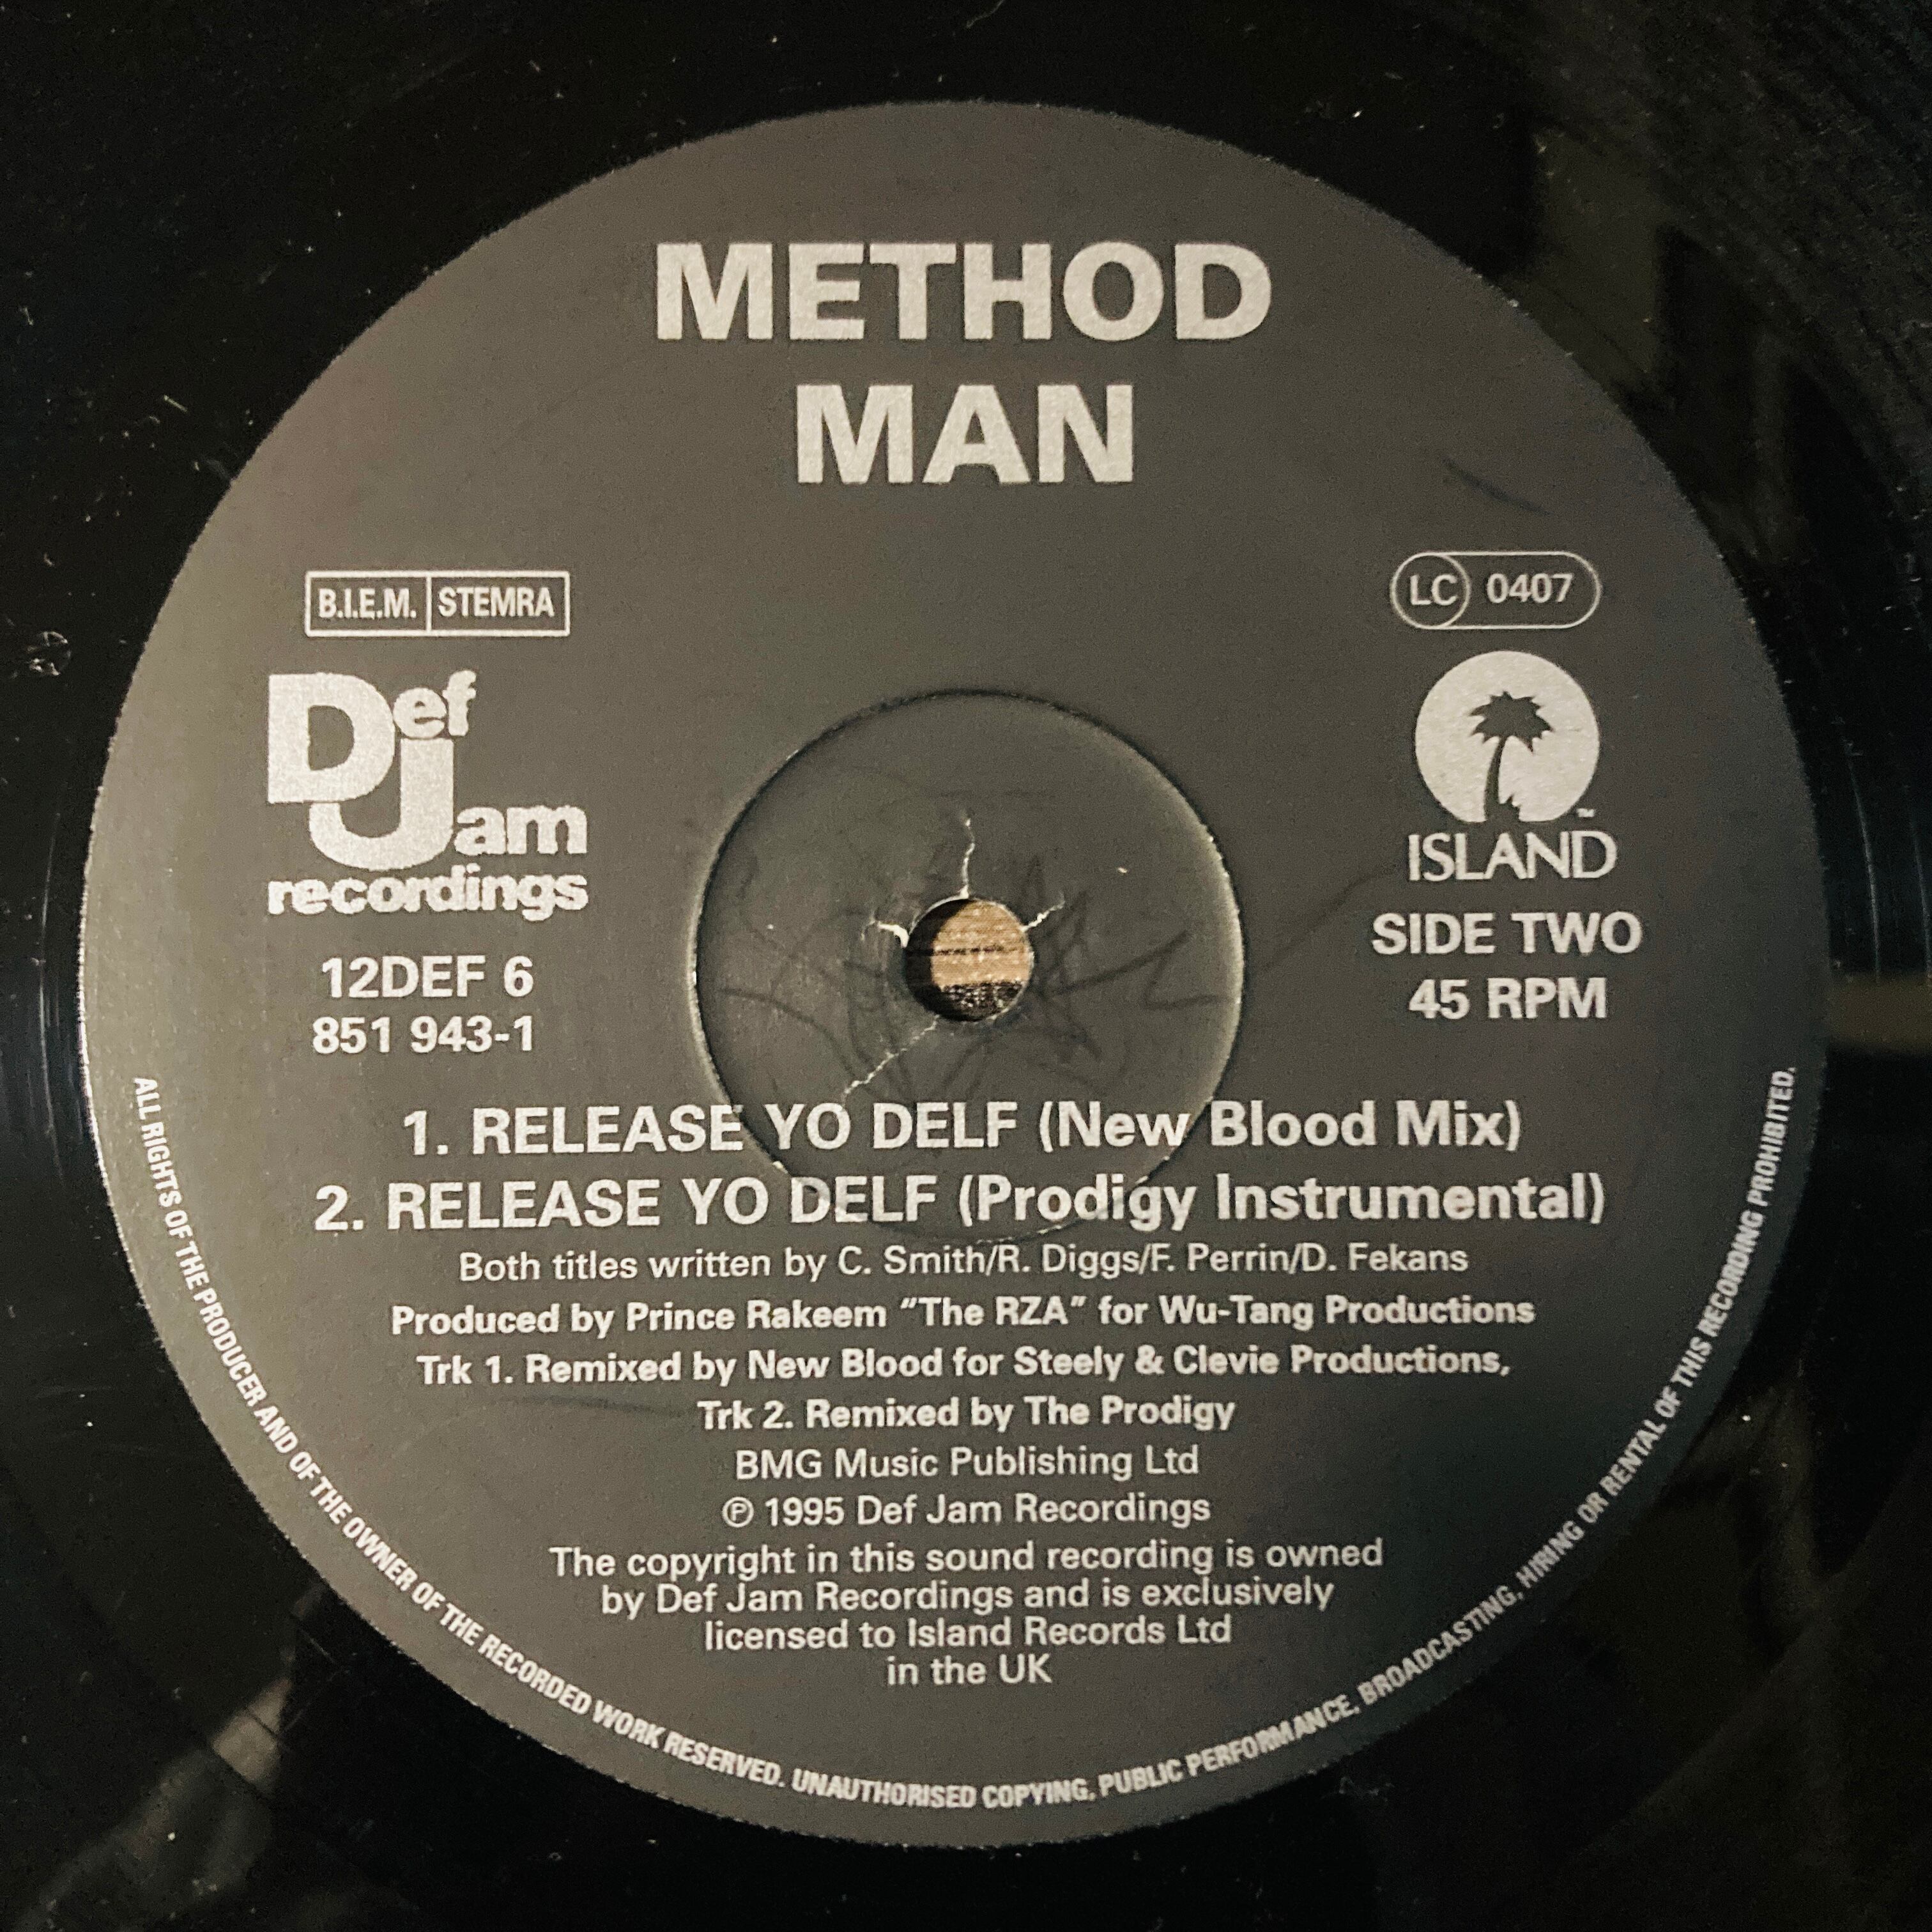 METHOD
MAN
B.I.E.M. STEMRA
LC 0407
Def
Jam
recordings
ISLAND
™
12DEF 6
851 943-1
SIDE TWO
45 RPM
1. RELEASE YO DELF (New Blood Mix)
2. RELEASE YO DELF (Prodigy Instrumental)
Both titles written by C. Smith/R. Diggs/F. Perrin/D. Fekans
Produced by Prince Rakeem "The RZA" for Wu-Tang Productions
Trk 1. Remixed by New Blood for Steely & Clevie Productions,
Trk 2. Remixed by The Prodigy
BMG Music Publishing Ltd
℗ 1995 Def Jam Recordings
The copyright in this sound recording is owned
by Def Jam Recordings and is exclusively
licensed to Island Records Ltd
in the UK
ALL RIGHTS OF THE PRODUCER AND OF THE OWNER OF THE RECORDED WORK RESERVED. UNAUTHORISED COPYING, PUBLIC PERFORMANCE, BROADCASTING, HIRING OR RENTAL OF THIS RECORDING PROHIBITED.